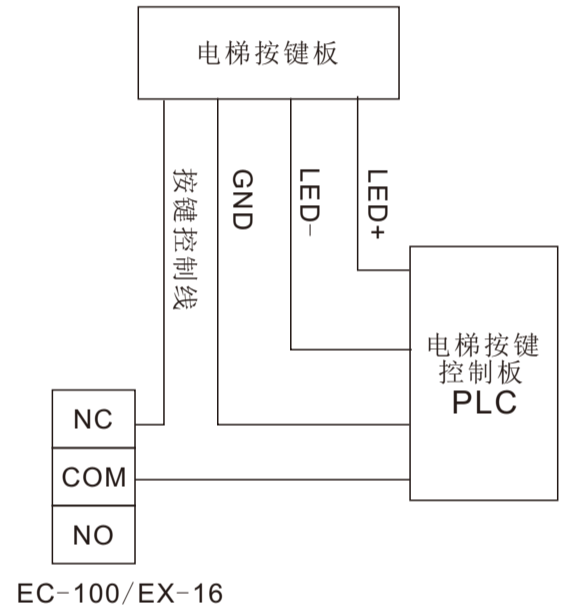 电梯按键板
按键控制线
GND
LED-
LED+
电梯按键
控制板
PLC
NC
COM
NO
EC-100/EX-16